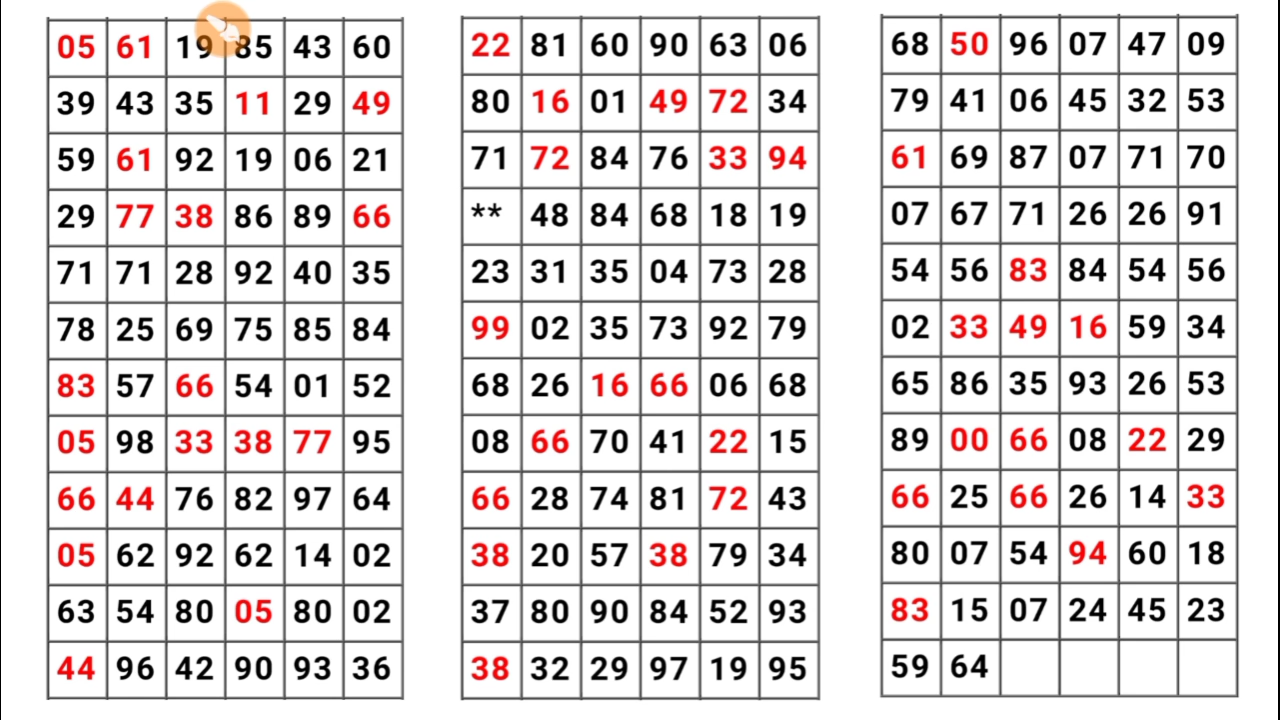 05 61 19 85 43 60
39 43 35 11 29 49
59 61 92 19 06 21
29 77 38 86 89 66
71 71 28 92 40 35
78 25 69 75 85 84
83 57 66 54 01 52
05 98 33 38 77 95
66 44 76 82 97 64
05 62 92 62 14 02
63 54 80 05 80 02
44 96 42 90 93 36
22 81 60 90 63 06
80 16 01 49 72 34
71 72 84 76 33 94
** 48 84 68 18 19
23 31 35 04 73 28
99 02 35 73 92 79
68 26 16 66 06 68
08 66 70 41 22 15
66 28 74 81 72 43
38 20 57 38 79 34
37 80 90 84 52 93
38 32 29 97 19 95
68 50 96 07 47 09
79 41 06 45 32 53
61 69 87 07 71 70
07 67 71 26 26 91
54 56 83 84 54 56
02 33 49 16 59 34
65 86 35 93 26 53
89 00 66 08 22 29
66 25 66 26 14 33
80 07 54 94 60 18
83 15 07 24 45 23
59 64